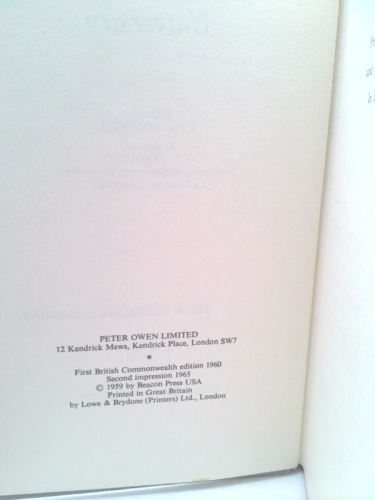 PETER OWEN LIMITED
12 Kendrick Mews, Kendrick Place, London SW7
*
First British Commonwealth edition 1960
Second impression 1965
© 1959 by Beacon Press USA
Printed in Great Britain
by Lowe & Brydone (Printers) Ltd., London
and